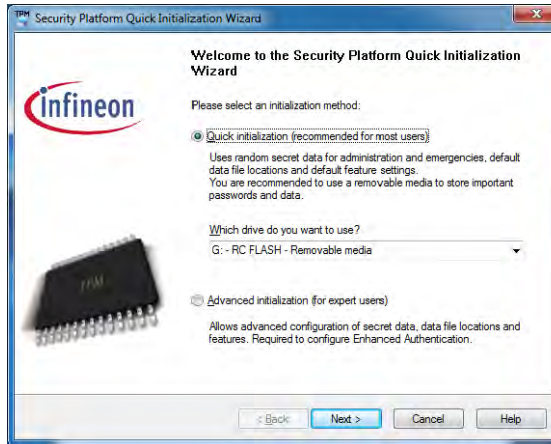 Security Platform Quick Initialization Wizard
Welcome to the Security Platform Quick Initialization
Wizard
infineon
Please select an initialization method:
Quick initialization (recommended for most users)
Uses random secret data for administration and emergencies, default
data file locations and default feature settings.
You are recommended to use a removable media to store important
passwords and data.
Which drive do you want to use?
G: - RC FLASH - Removable media
TPM
Advanced initialization (for expert users)
Allows advanced configuration of secret data, data file locations and
features. Required to configure Enhanced Authentication.
< Back
Next >
Cancel
Help